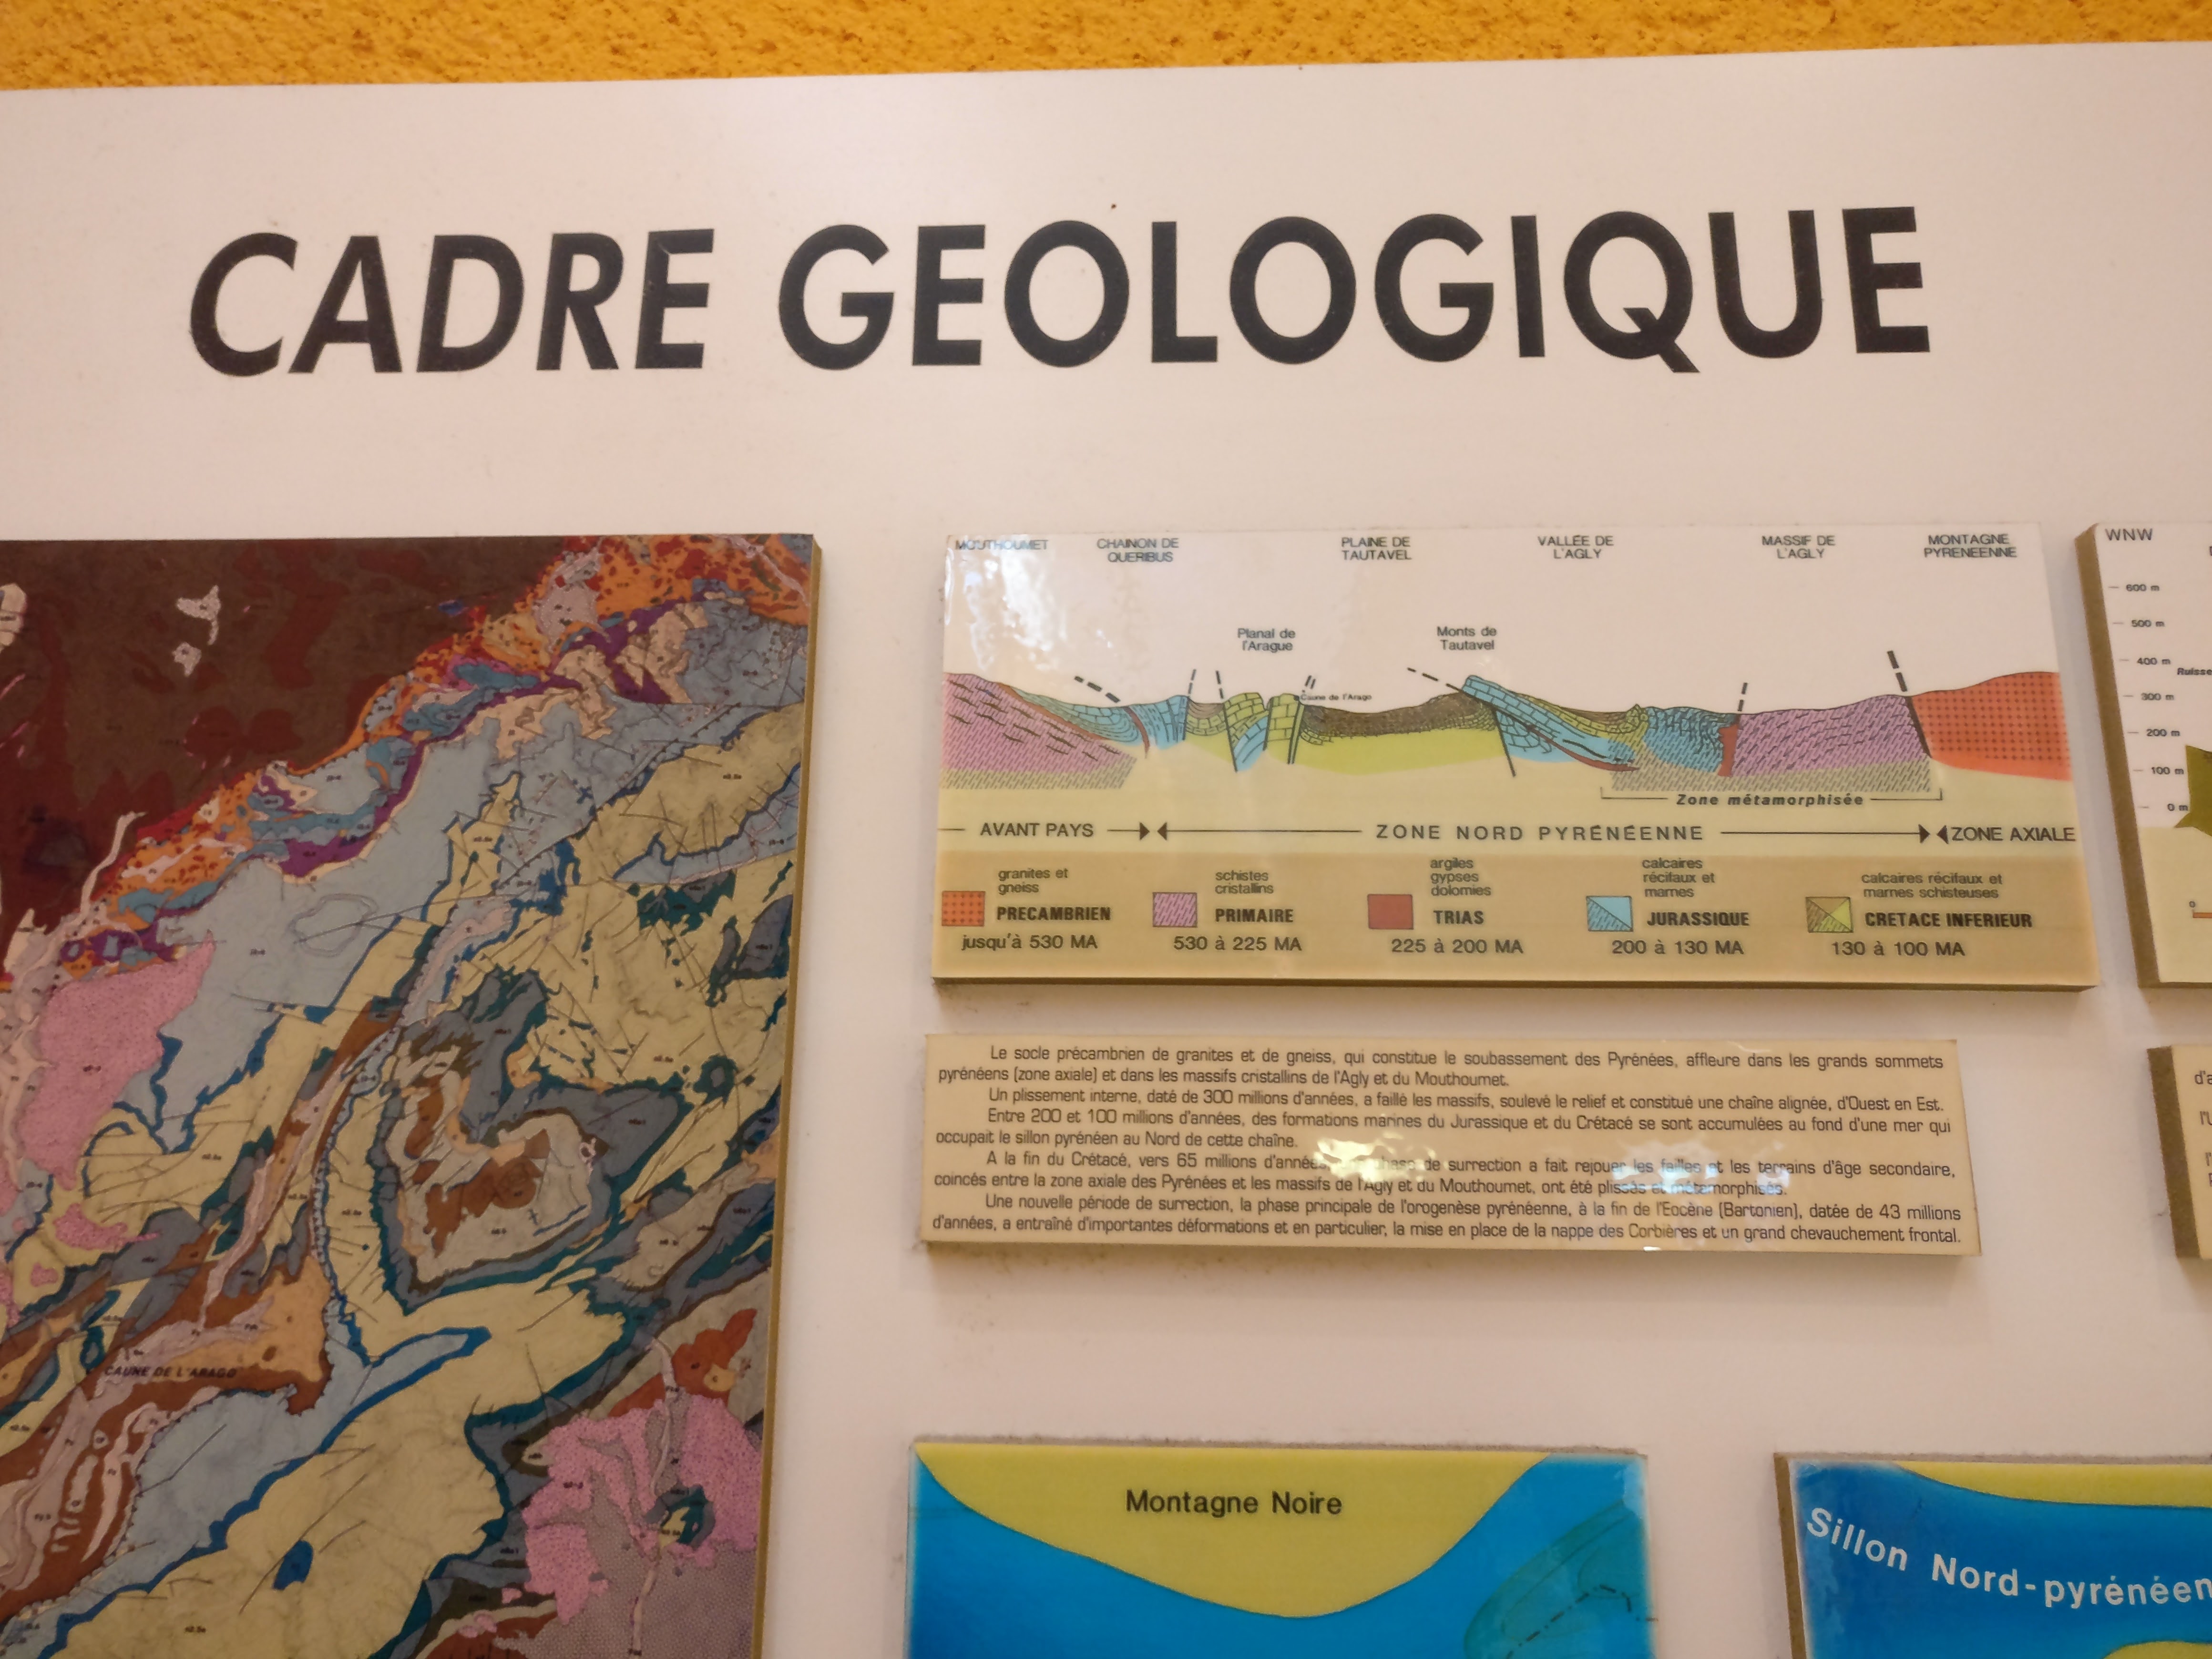 CADRE GEOLOGIQUE
CAUNE DE L'ARAGO
MOUTHOUMET
CHAINON DE
QUERIBUS
PLAINE DE
TAUTAVEL
VALLÉE DE
L'AGLY
MASSIF DE
L'AGLY
MONTAGNE
PYRENEENNE
Planal de
l'Arague
Monts de
Tautavel
Caune de l'Arago
Zone métamorphisée
AVANT PAYS
ZONE NORD PYRÉNÉENNE
ZONE AXIALE
granites et
gneiss
PRECAMBRIEN
jusqu'à 530 MA
schistes
cristallins
PRIMAIRE
530 à 225 MA
argiles
gypses
dolomies
TRIAS
225 à 200 MA
calcaires
récifaux et
marnes
JURASSIQUE
200 à 130 MA
calcaires récifaux et
marnes schisteuses
CRETACE INFERIEUR
130 à 100 MA
WNW
600 m
500 m
400 m
300 m
200 m
100 m
0 m
0
Le socle précambrien de granites et de gneiss, qui constitue le soubassement des Pyrénées, affleure dans les grands sommets
pyrénéens (zone axiale) et dans les massifs cristallins de l'Agly et du Mouthoumet.
Un plissement interne, daté de 300 millions d'années, a faillé les massifs, soulevé le relief et constitué une chaîne alignée, d'Ouest en Est.
Entre 200 et 100 millions d'années, des formations marines du Jurassique et du Crétacé se sont accumulées au fond d'une mer qui
occupait le sillon pyrénéen au Nord de cette chaîne.
A la fin du Crétacé, vers 65 millions d'années, phase de surrection a fait rejouer les failles et les terrains d'âge secondaire,
coincés entre la zone axiale des Pyrénées et les massifs de l'Agly et du Mouthoumet, ont été plissés et métamorphisés.
Une nouvelle période de surrection, la phase principale de l'orogenèse pyrénéenne, à la fin de l'Eocène (Bartonien), datée de 43 millions
d'années, a entraîné d'importantes déformations et en particulier, la mise en place de la nappe des Corbières et un grand chevauchement frontal.
Montagne Noire
Sillon Nord-pyrénéen